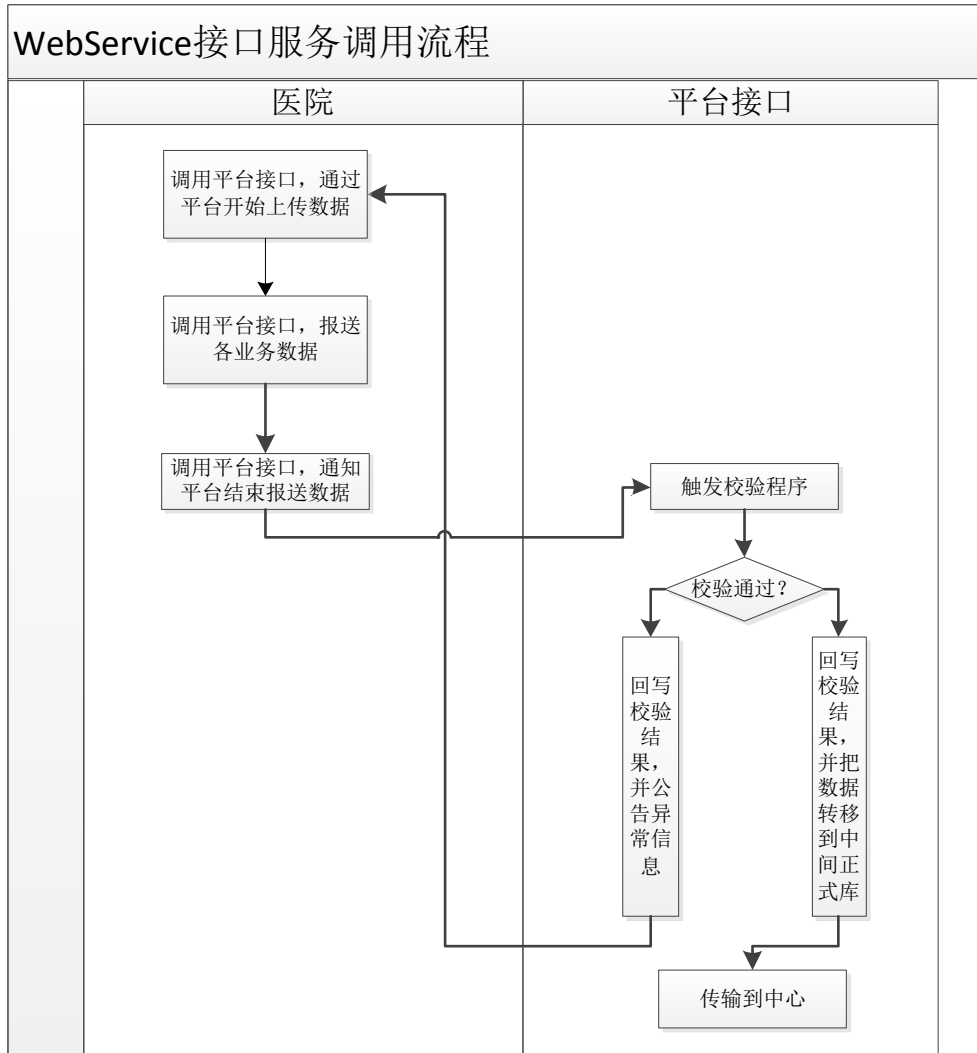 WebService接口服务调用流程
医院
平台接口
调用平台接口，通过
平台开始上传数据
调用平台接口，报送
各业务数据
调用平台接口，通知
平台结束报送数据
触发校验程序
校验通过？
回写
校验
结
果，
并公
告异
常信
息
回写
校验
结
果，
并把
数据
转移
到中
间正
式库
传输到中心